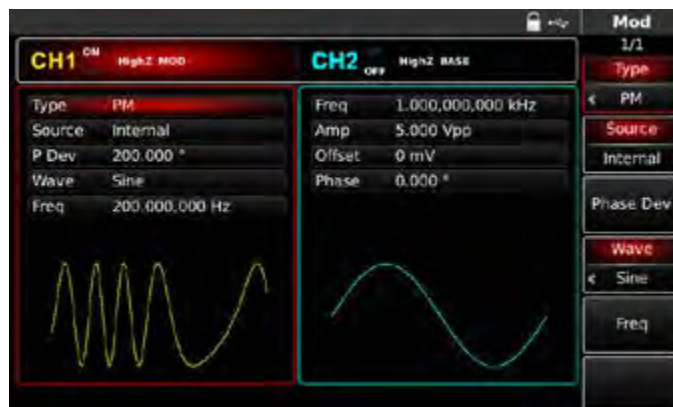 CH1 ON HighZ MOD
CH2 OFF HighZ BASE
Type PM
Source Internal
P Dev 200.000 °
Wave Sine
Freq 200.000,000 Hz
Freq 1.000,000,000 kHz
Amp 5.000 Vpp
Offset 0 mV
Phase 0.000 °
Mod
1/1
Type
PM
Source
Internal
Phase Dev
Wave
Sine
Freq